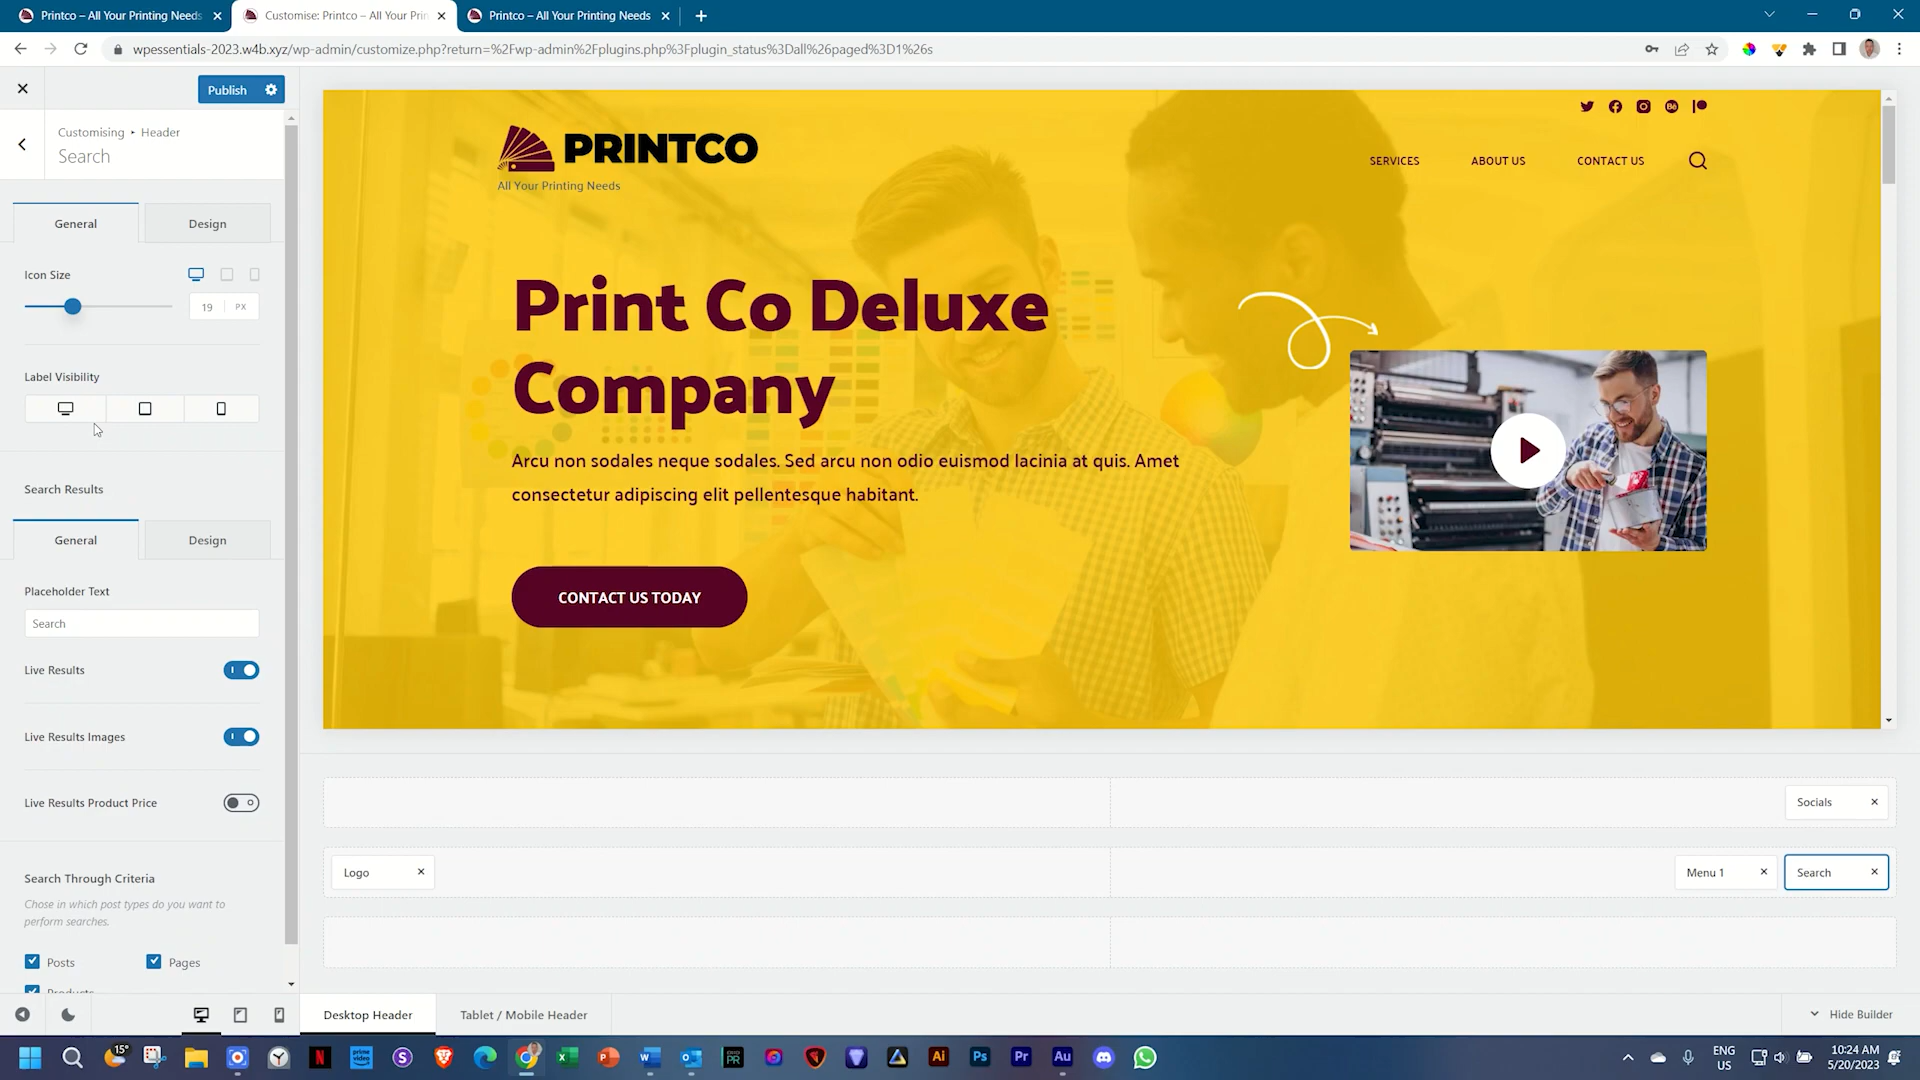 Printco – All Your Printing Needs
Customise: Printco – All Your Prin
Printco – All Your Printing Needs
wpessentials-2023.w4b.xyz/wp-admin/customize.php?return=%2Fwp-admin%2Fplugins.php%3Fplugin_status%3Dall%26paged%3D1%26s
Publish
Customising ▸ Header
Search
General
Design
Icon Size
19 PX
Label Visibility
Search Results
General
Design
Placeholder Text
Search
Live Results
Live Results Images
Live Results Product Price
Search Through Criteria
Chose in which post types do you want to
perform searches.
Posts
Pages
Products
PRINTCO
All Your Printing Needs
SERVICES
ABOUT US
CONTACT US
Print Co Deluxe
Company
Arcu non sodales neque sodales. Sed arcu non odio euismod lacinia at quis. Amet
consectetur adipiscing elit pellentesque habitant.
CONTACT US TODAY
Socials
Logo
Menu 1
Search
Desktop Header
Tablet / Mobile Header
Hide Builder
15°
ENG
US
10:24 AM
5/20/2023